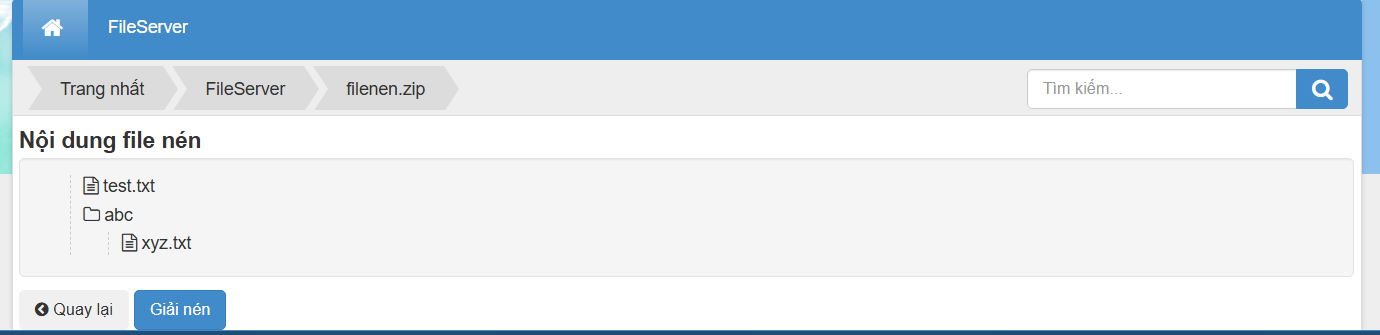 FileServer
Trang nhất FileServer filenen.zip Tìm kiếm...
Nội dung file nén
test.txt
abc
xyz.txt
Quay lại Giải nén